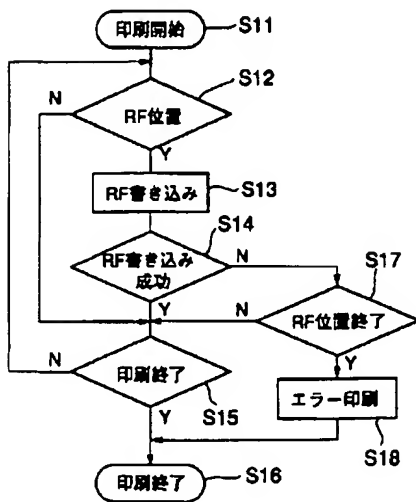 印刷開始
S11
S12
N
RF位置
Y
RF書き込み
S13
S14
RF書き込み
成功
N
S17
Y
N
RF位置終了
N
印刷終了
Y
S15
エラー印刷
Y
S18
印刷終了
S16